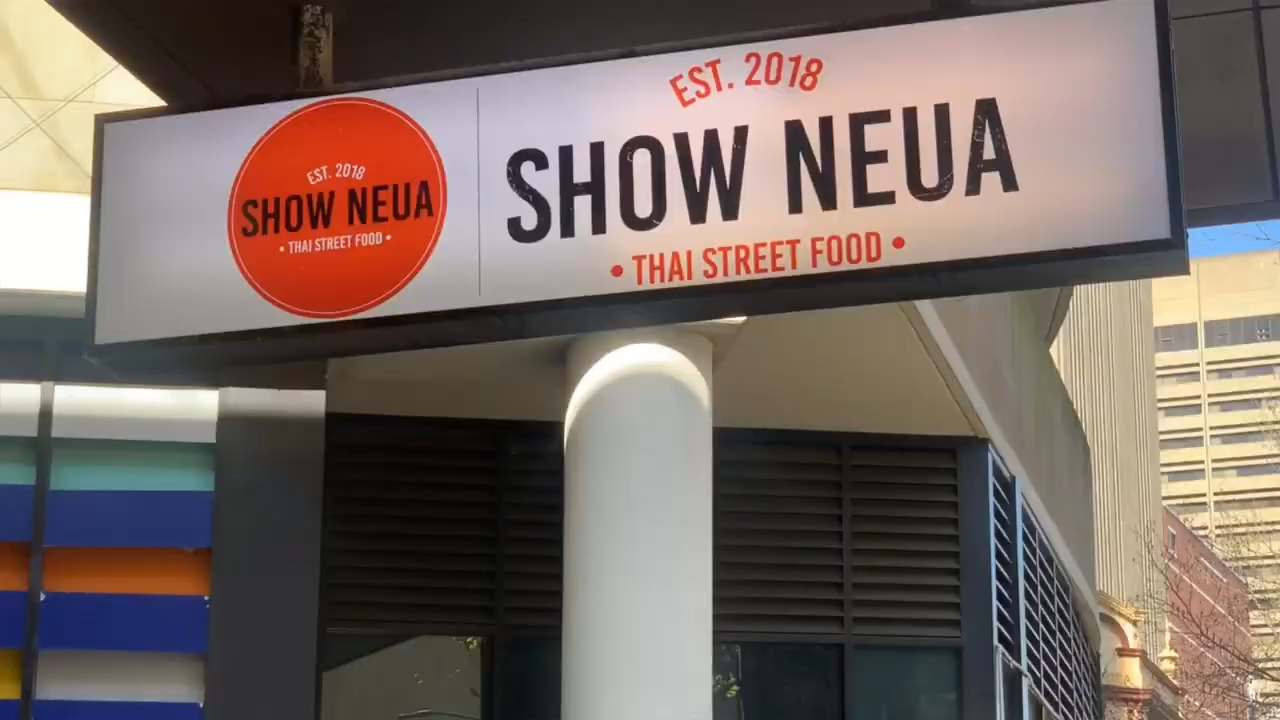 EST. 2018
SHOW NEUA
• THAI STREET FOOD •
EST. 2018
SHOW NEUA
• THAI STREET FOOD •